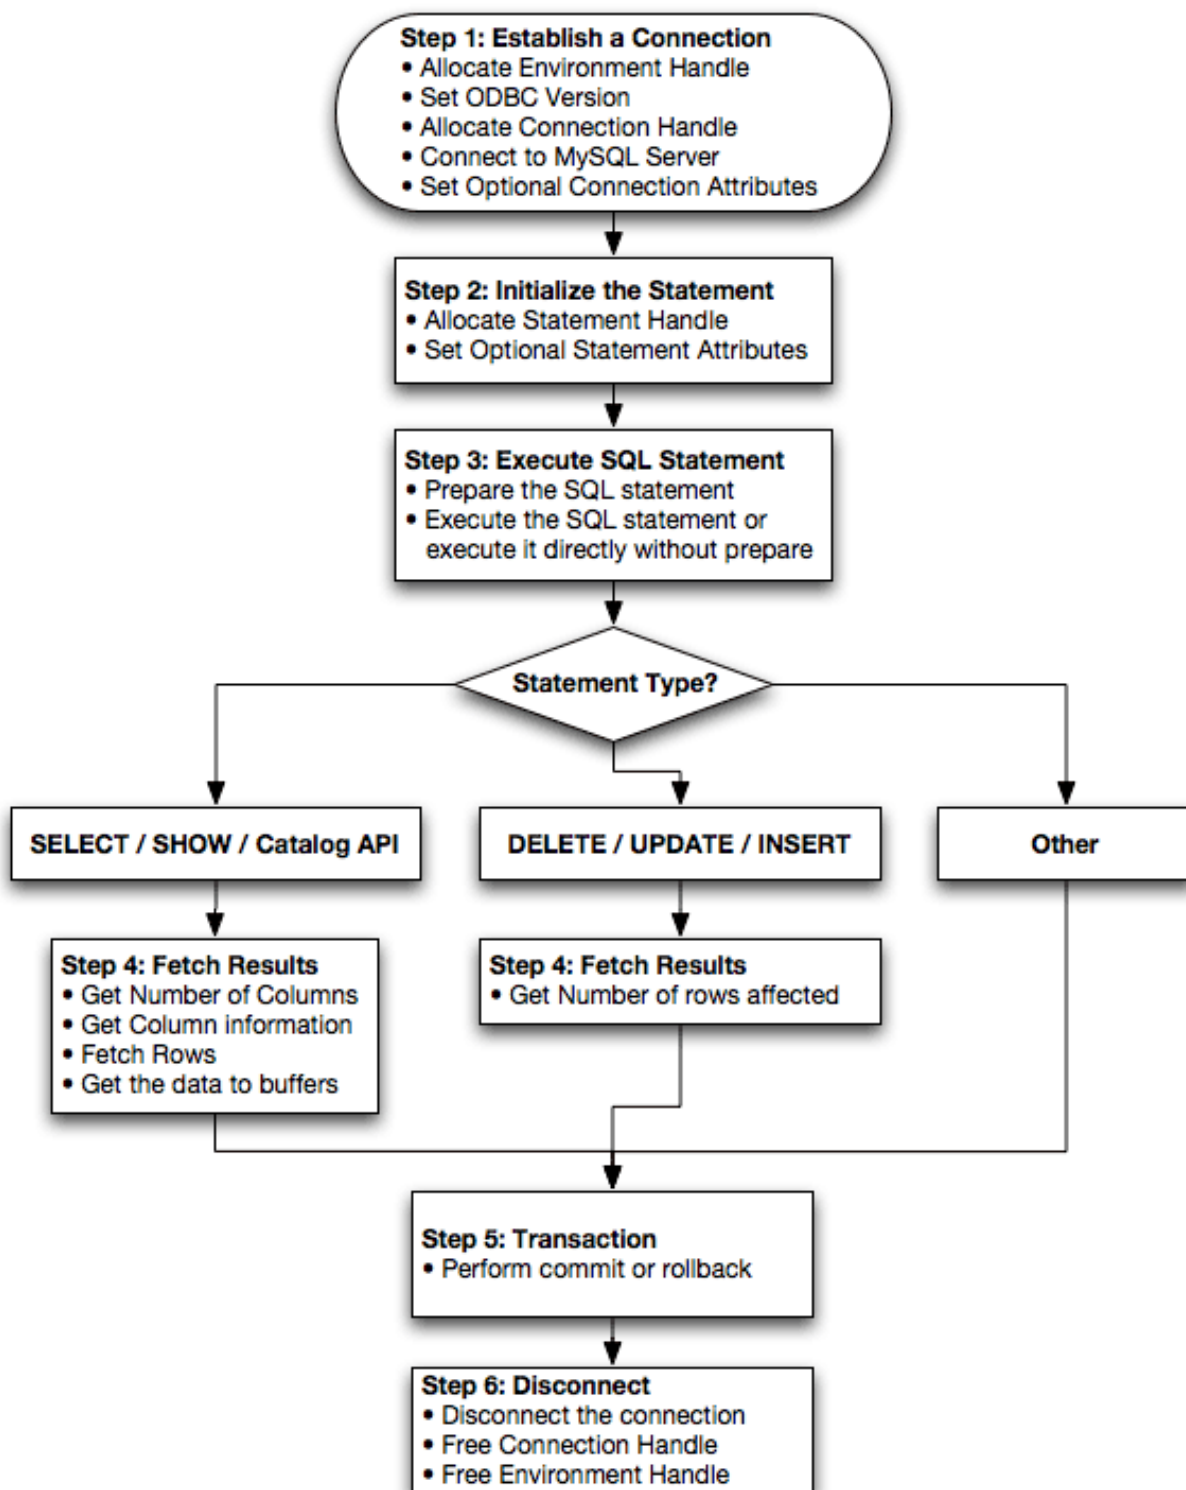 Step 1: Establish a Connection
• Allocate Environment Handle
• Set ODBC Version
• Allocate Connection Handle
• Connect to MySQL Server
• Set Optional Connection Attributes
Step 2: Initialize the Statement
• Allocate Statement Handle
• Set Optional Statement Attributes
Step 3: Execute SQL Statement
• Prepare the SQL statement
• Execute the SQL statement or
execute it directly without prepare
Statement Type?
SELECT / SHOW / Catalog API
DELETE / UPDATE / INSERT
Other
Step 4: Fetch Results
• Get Number of Columns
• Get Column information
• Fetch Rows
• Get the data to buffers
Step 4: Fetch Results
• Get Number of rows affected
Step 5: Transaction
• Perform commit or rollback
Step 6: Disconnect
• Disconnect the connection
• Free Connection Handle
• Free Environment Handle